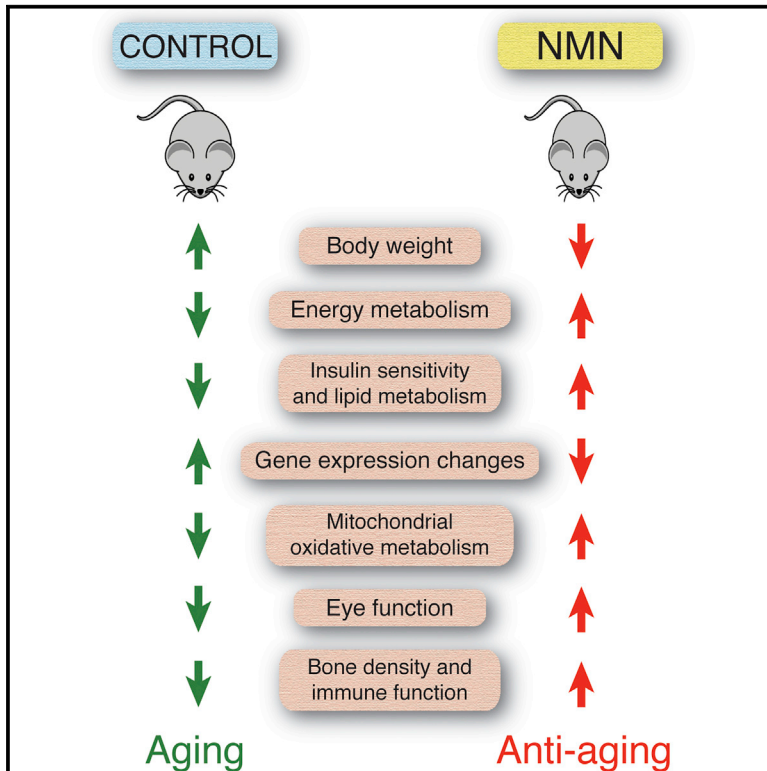 CONTROL
NMN
Body weight
Energy metabolism
Insulin sensitivity
and lipid metabolism
Gene expression changes
Mitochondrial
oxidative metabolism
Eye function
Bone density and
immune function
Aging
Anti-aging